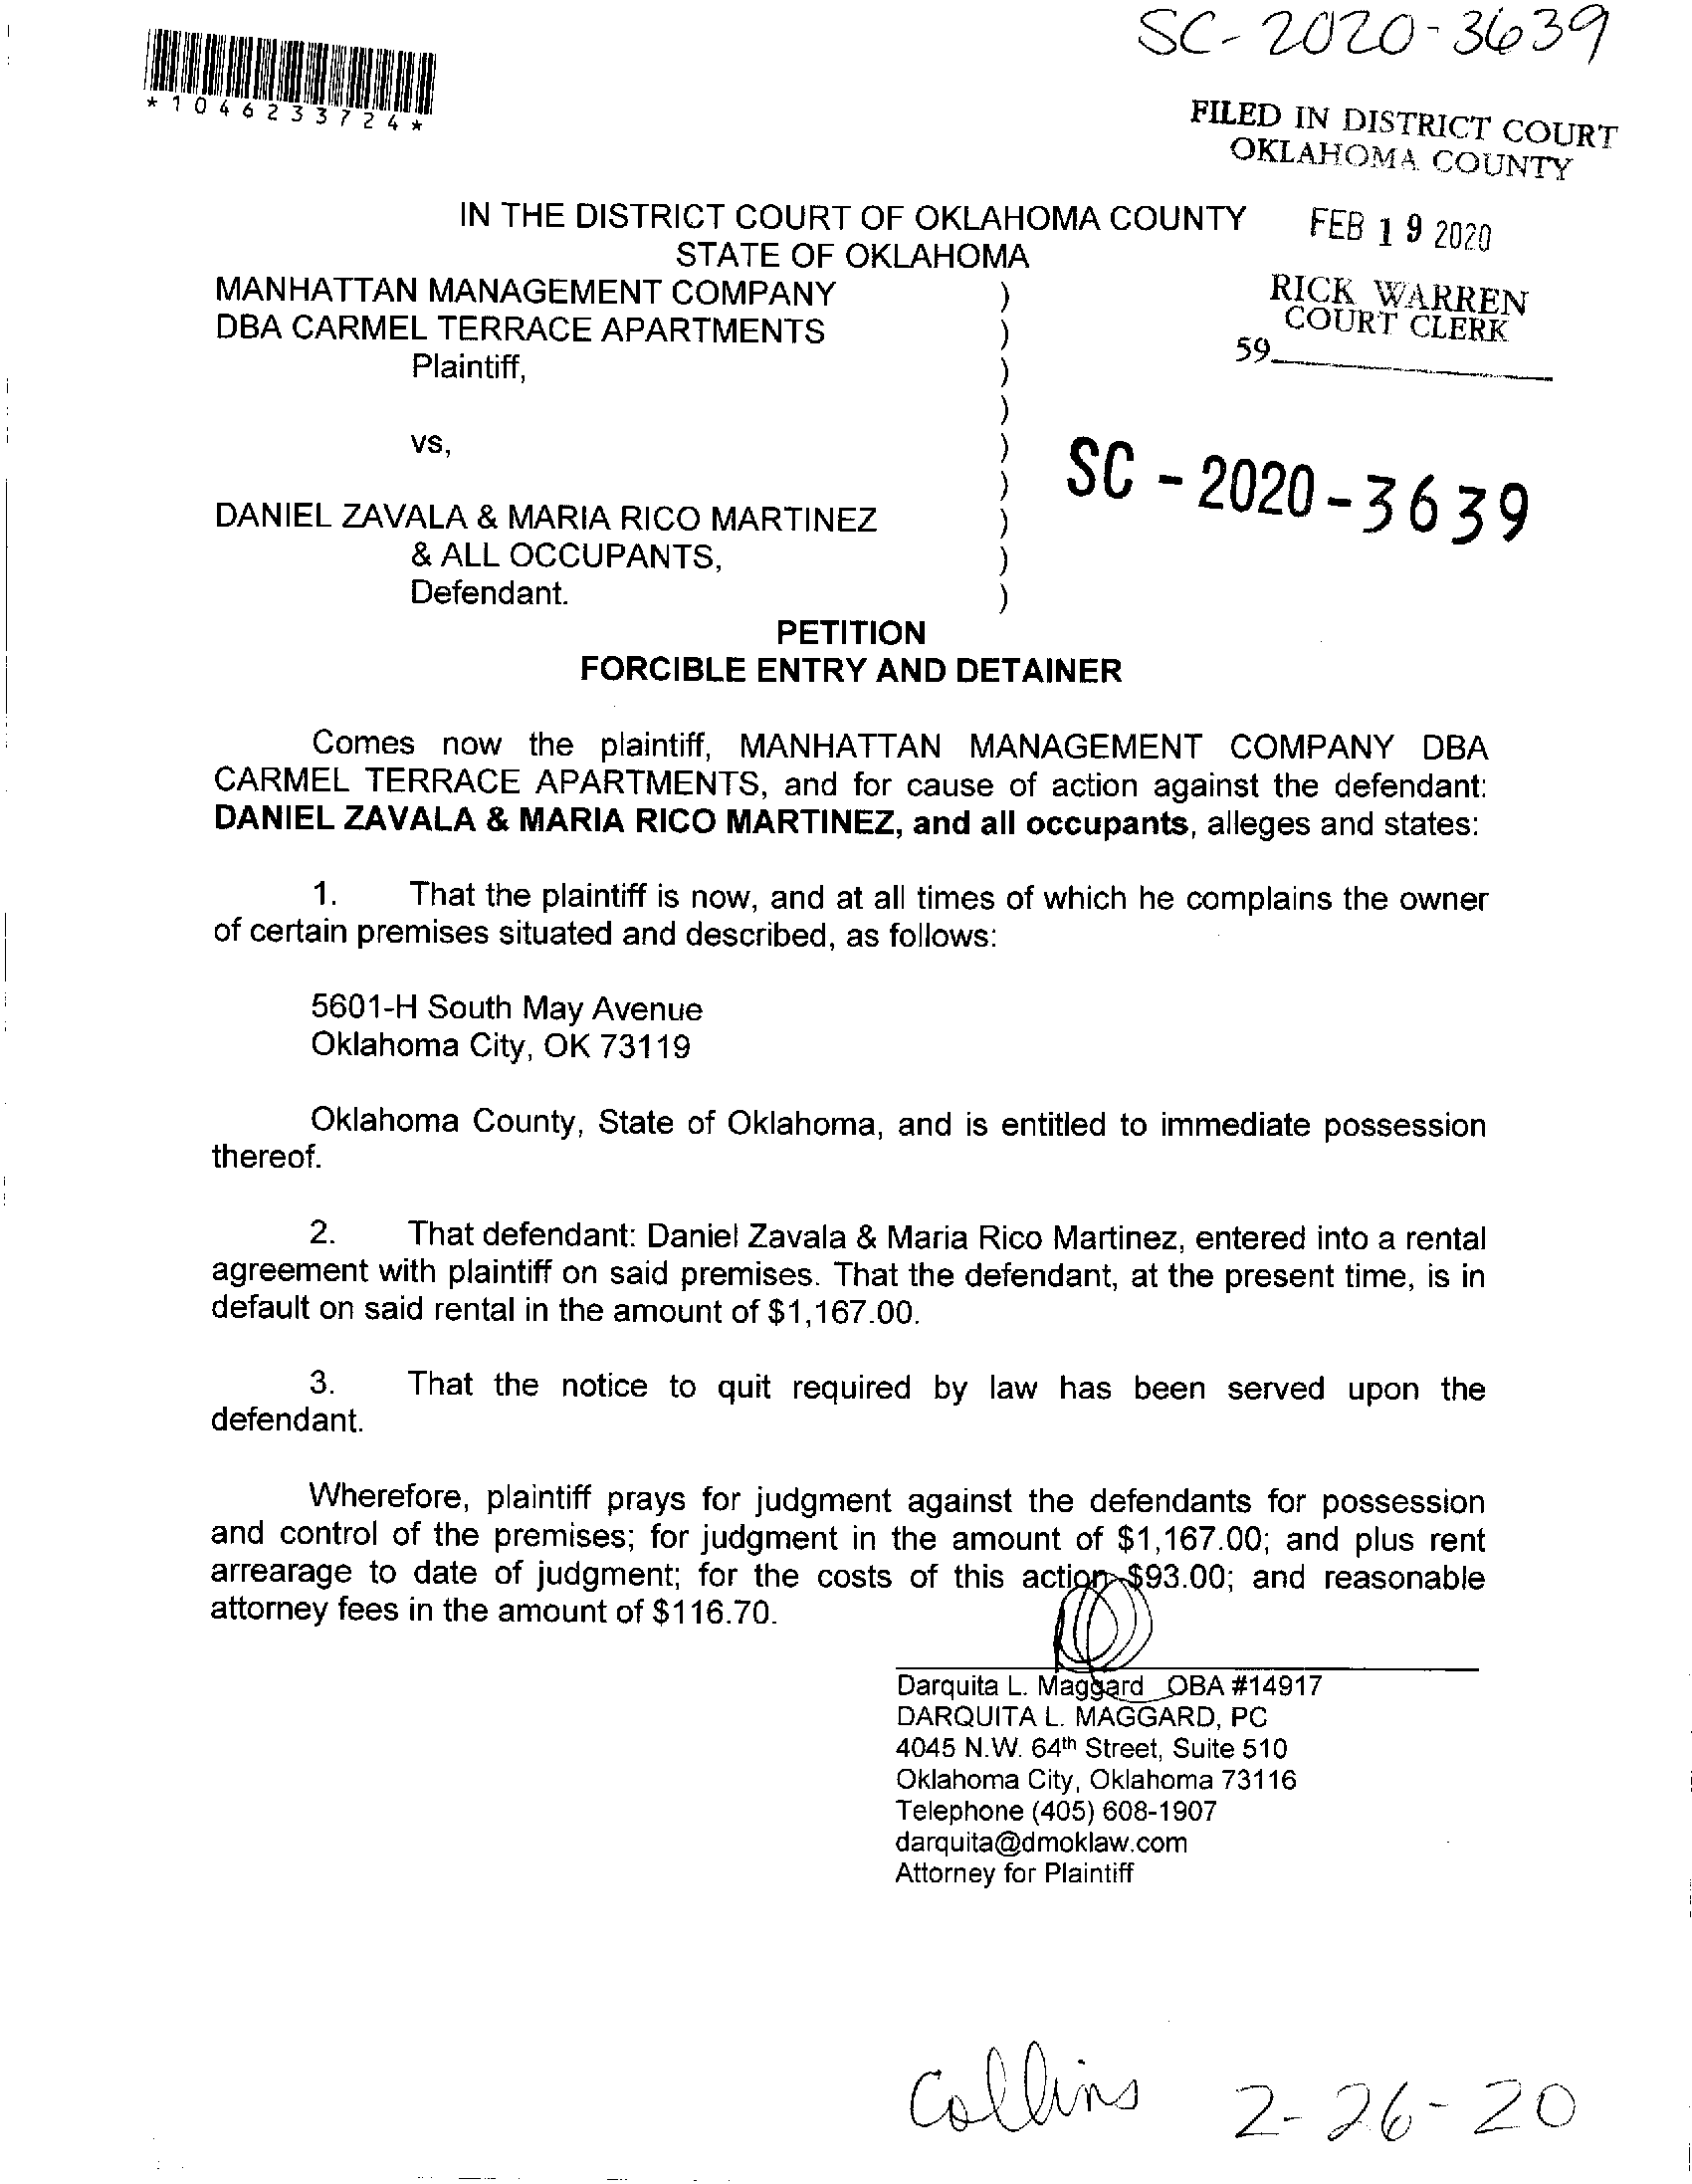 SC-2020-3639
*1046233724*
FILED IN DISTRICT COURT
OKLAHOMA COUNTY
FEB 19 2020
RICK WARREN
COURT CLERK
59
IN THE DISTRICT COURT OF OKLAHOMA COUNTY
STATE OF OKLAHOMA
MANHATTAN MANAGEMENT COMPANY )
DBA CARMEL TERRACE APARTMENTS )
Plaintiff, )
)
vs, )
)
SC - 2020 - 3639
DANIEL ZAVALA & MARIA RICO MARTINEZ )
& ALL OCCUPANTS, )
Defendant. )
PETITION
FORCIBLE ENTRY AND DETAINER
Comes now the plaintiff, MANHATTAN MANAGEMENT COMPANY DBA
CARMEL TERRACE APARTMENTS, and for cause of action against the defendant:
DANIEL ZAVALA & MARIA RICO MARTINEZ, and all occupants, alleges and states:
1. That the plaintiff is now, and at all times of which he complains the owner
of certain premises situated and described, as follows:
5601-H South May Avenue
Oklahoma City, OK 73119
Oklahoma County, State of Oklahoma, and is entitled to immediate possession
thereof.
2. That defendant: Daniel Zavala & Maria Rico Martinez, entered into a rental
agreement with plaintiff on said premises. That the defendant, at the present time, is in
default on said rental in the amount of $1,167.00.
3. That the notice to quit required by law has been served upon the
defendant.
Wherefore, plaintiff prays for judgment against the defendants for possession
and control of the premises; for judgment in the amount of $1,167.00; and plus rent
arrearage to date of judgment; for the costs of this action $93.00; and reasonable
attorney fees in the amount of $116.70.
Darquita L. Maggard OBA #14917
DARQUITA L. MAGGARD, PC
4045 N.W. 64th Street, Suite 510
Oklahoma City, Oklahoma 73116
Telephone (405) 608-1907
darquita@dmoklaw.com
Attorney for Plaintiff
Collins 2-26-20